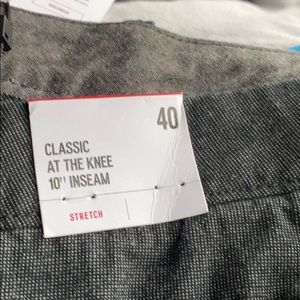 40
CLASSIC
AT THE KNEE
10" INSEAM
STRETCH